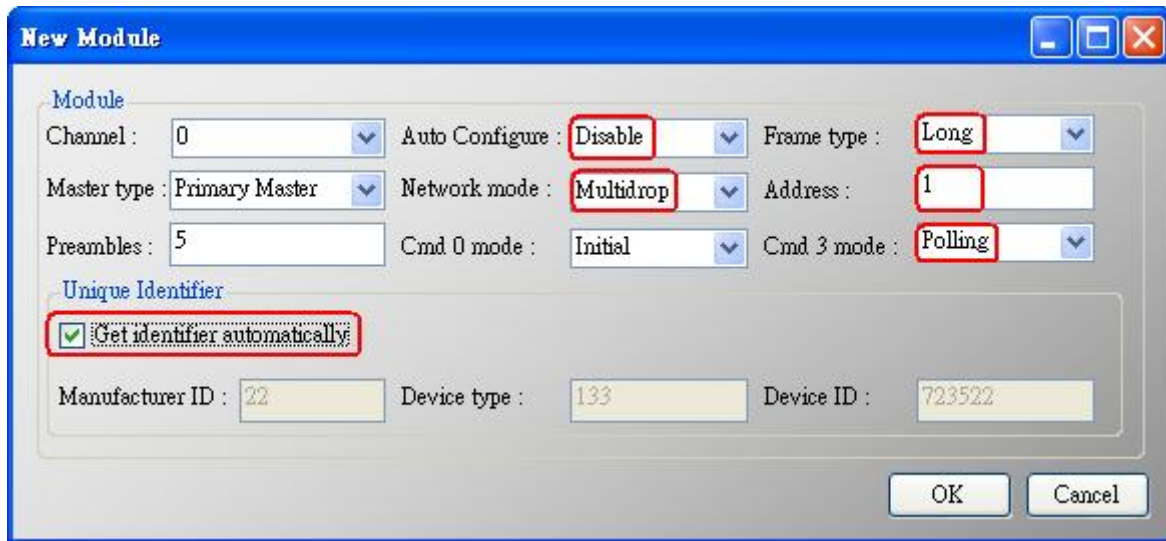 New Module
Module
Channel : 0 Auto Configure : Disable Frame type : Long
Master type : Primary Master Network mode : Multidrop Address : 1
Preambles : 5 Cmd 0 mode : Initial Cmd 3 mode : Polling
Unique Identifier
Get identifier automatically
Manufacturer ID : 22 Device type : 133 Device ID : 723522
OK Cancel